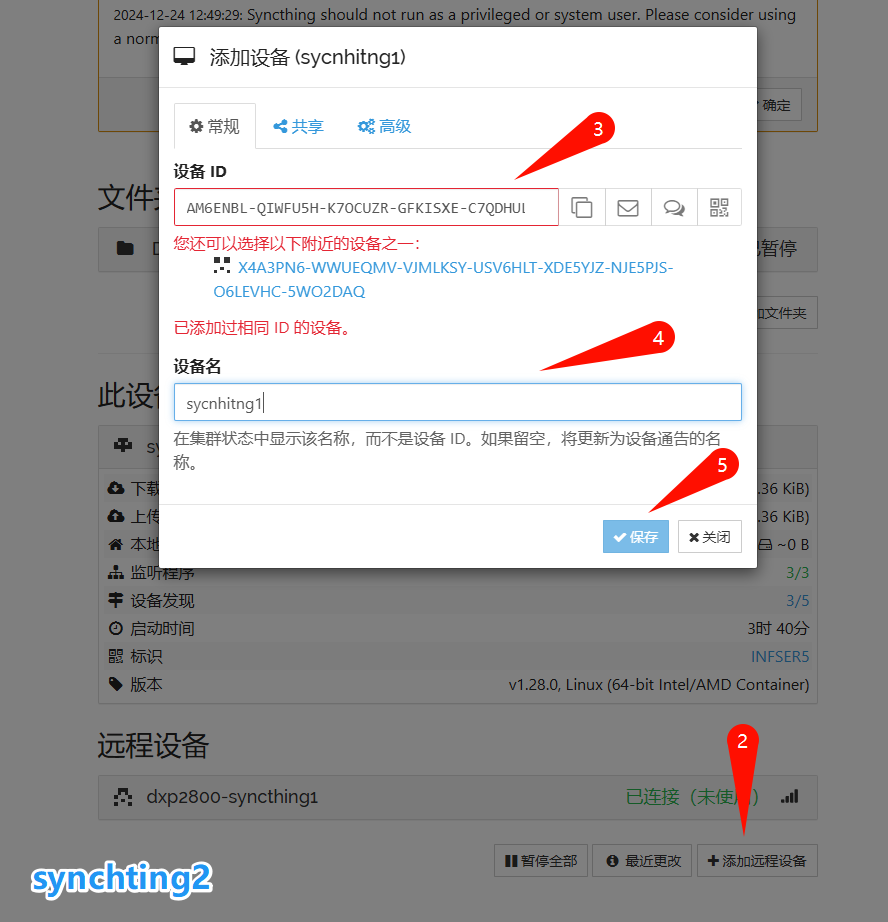 2024-12-24 12:49:29: Syncthing should not run as a privileged or system user. Please consider using
a norm
添加设备 (sycnhitng1)
确定
常规 共享 高级
3
设备 ID
AM6ENBL-QIWFU5H-K7OCUZR-GFKISXE-C7QDHUL
您还可以选择以下附近的设备之一：
X4A3PN6-WWUEQMV-VJMLKSY-USV6HLT-XDE5YJZ-NJE5PJS-
O6LEVHC-5WO2DAQ
文件夹
已暂停
加文件夹
已添加过相同 ID 的设备。
4
设备名
sycnhitng1
在集群状态中显示该名称，而不是设备 ID。如果留空，将更新为设备通告的名
称。
5
保存 关闭
此设备
sy
下载 .36 KiB)
上传 .36 KiB)
本地 ~0 B
监听程序 3/3
设备发现 3/5
启动时间 3时 40分
标识 INFSER5
版本 v1.28.0, Linux (64-bit Intel/AMD Container)
远程设备
2
dxp2800-syncthing1 已连接（未使）
暂停全部 最近更改 添加远程设备
synchting2